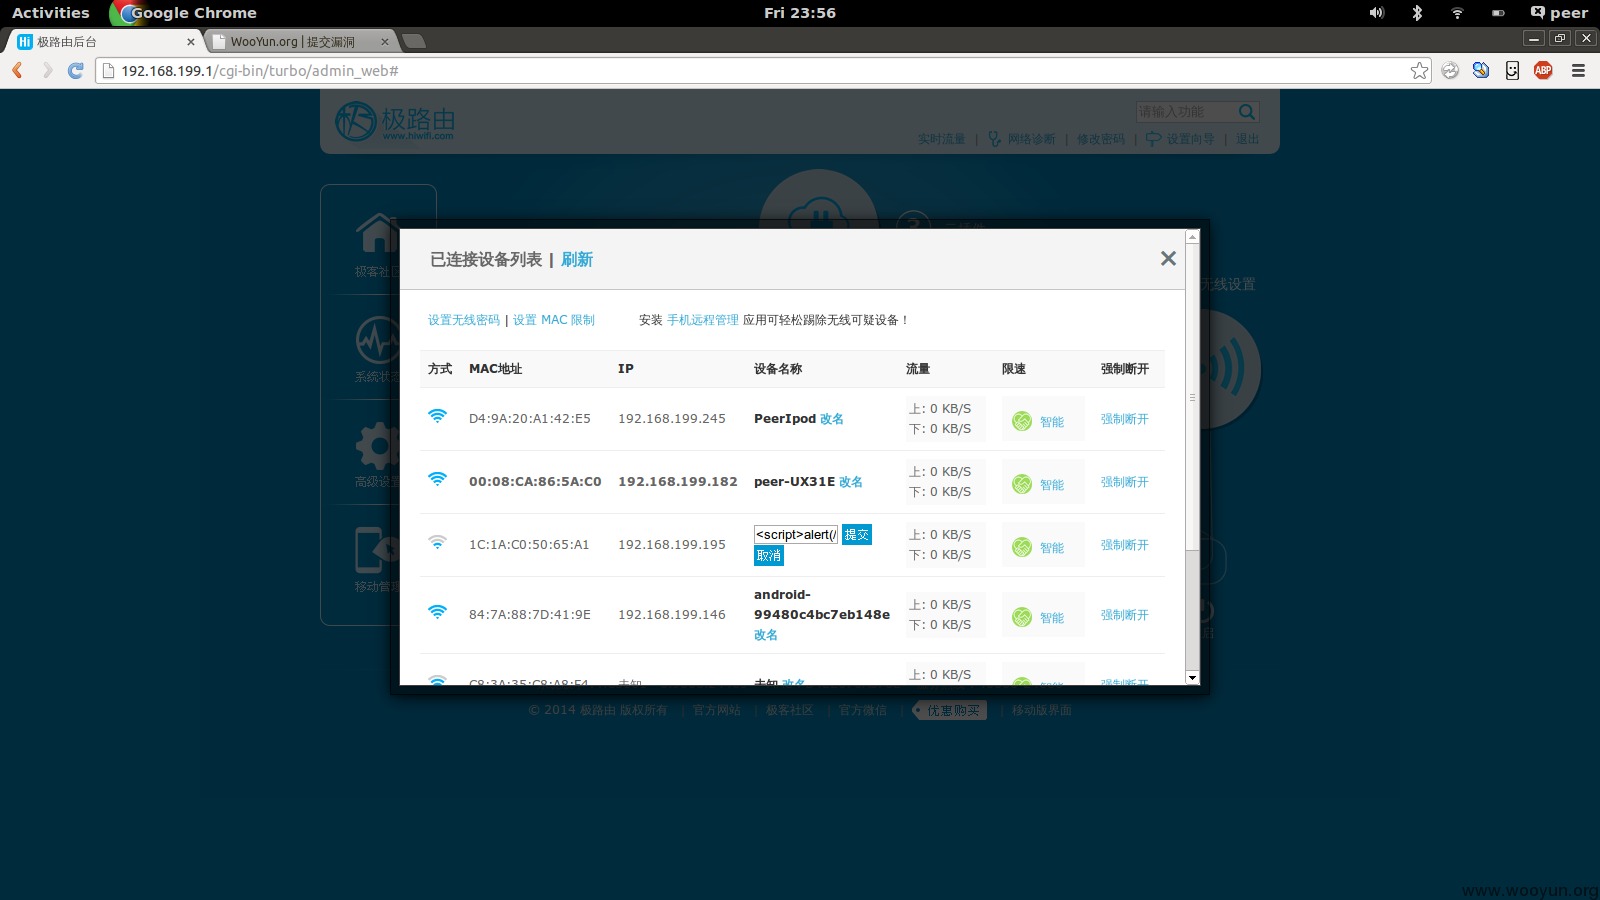 Activities
Google Chrome
Fri 23:56
peer
极路由后台
WooYun.org | 提交漏洞
192.168.199.1/cgi-bin/turbo/admin_web#
ABP
极路由
www.hiwifi.com
请输入功能
实时流量 | 网络诊断 | 修改密码 | 设置向导 | 退出
极客社区
系统状态
高级设置
移动管理
无线设置
已连接设备列表 | 刷新
设置无线密码 | 设置 MAC 限制 安装 手机远程管理 应用可轻松踢除无线可疑设备！
方式 MAC地址 IP 设备名称 流量 限速 强制断开
D4:9A:20:A1:42:E5 192.168.199.245 PeerIpod 改名 上: 0 KB/S 下: 0 KB/S 智能 强制断开
00:08:CA:86:5A:C0 192.168.199.182 peer-UX31E 改名 上: 0 KB/S 下: 0 KB/S 智能 强制断开
1C:1A:C0:50:65:A1 192.168.199.195 <script>alert(/ 提交 取消 上: 0 KB/S 下: 0 KB/S 智能 强制断开
84:7A:88:7D:41:9E 192.168.199.146 android-99480c4bc7eb148e 改名 上: 0 KB/S 下: 0 KB/S 智能 强制断开
C8:3A:35:C8:A8:F4 未知 未知 改名 上: 0 KB/S 智能 强制断开
© 2014 极路由 版权所有 | 官方网站 | 极客社区 | 官方微信 | 优惠购买 | 移动版界面
www.wooyun.org